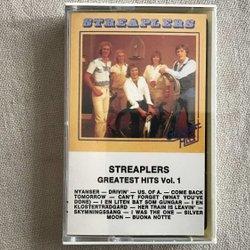 STREAPLERS
STREAPLERS
GREATEST HITS Vol. 1
NYANSER — DRIVIN' — US. OF A. — COME BACK
TOMORROW — CAN'T FORGET (WHAT YOU'VE
DONE) — I EN LITEN BÅT SOM GUNGAR — I EN
KLOSTERTRÄDGÅRD — HER TRAIN IS LEAVIN' —
SKYMNINGSSÅNG — I WAS THE ONE — SILVER
MOON — BUONA NOTTE